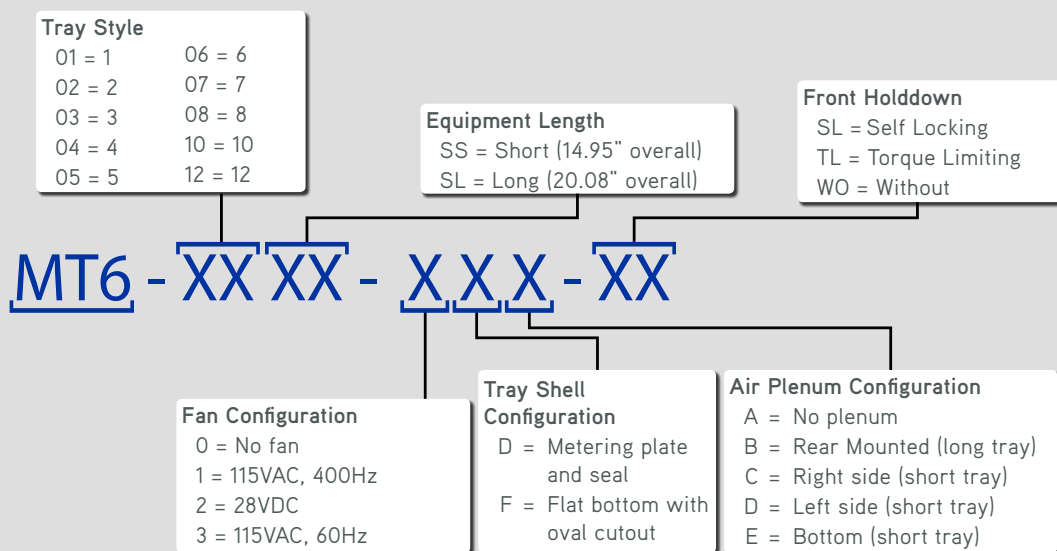 Tray Style
01 = 1
02 = 2
03 = 3
04 = 4
05 = 5
06 = 6
07 = 7
08 = 8
10 = 10
12 = 12
Equipment Length
SS = Short (14.95" overall)
SL = Long (20.08" overall)
Front Holddown
SL = Self Locking
TL = Torque Limiting
WO = Without
MT6 - XX XX - X X X - XX
Fan Configuration
0 = No fan
1 = 115VAC, 400Hz
2 = 28VDC
3 = 115VAC, 60Hz
Tray Shell
Configuration
D = Metering plate
and seal
F = Flat bottom with
oval cutout
Air Plenum Configuration
A = No plenum
B = Rear Mounted (long tray)
C = Right side (short tray)
D = Left side (short tray)
E = Bottom (short tray)